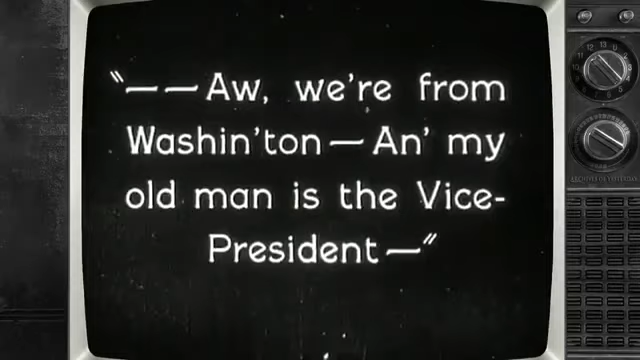 "——Aw, we're from
Washin'ton—An' my
old man is the Vice-
President—"